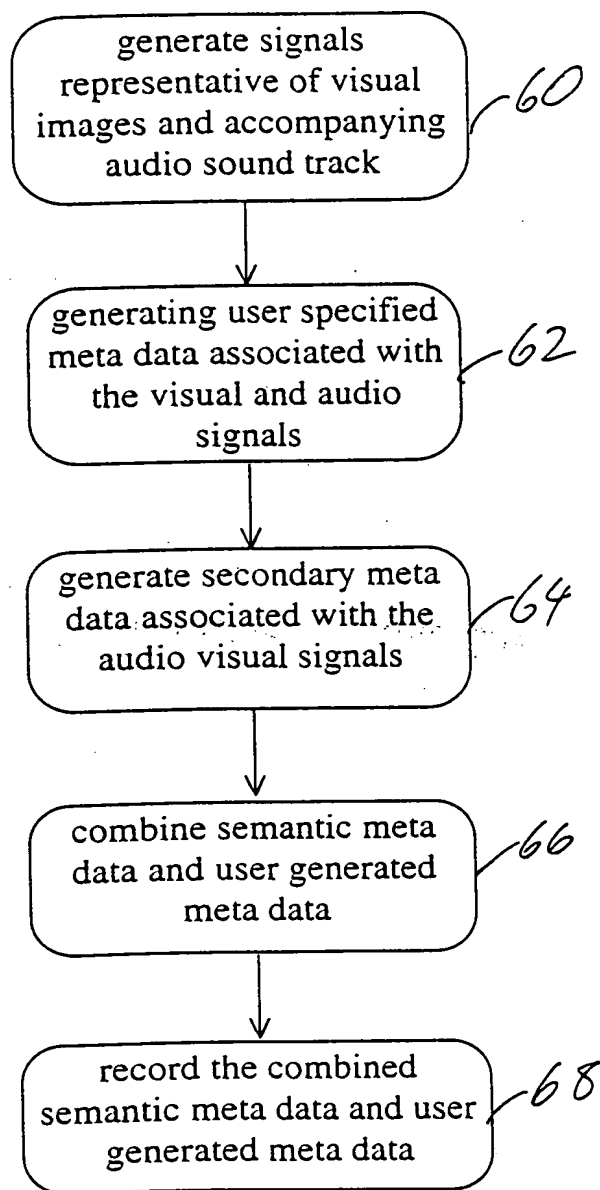 generate signals
representative of visual
images and accompanying
audio sound track
60
generating user specified
meta data associated with
the visual and audio
signals
62
generate secondary meta
data associated with the
audio visual signals
64
combine semantic meta
data and user generated
meta data
66
record the combined
semantic meta data and user
generated meta data
68